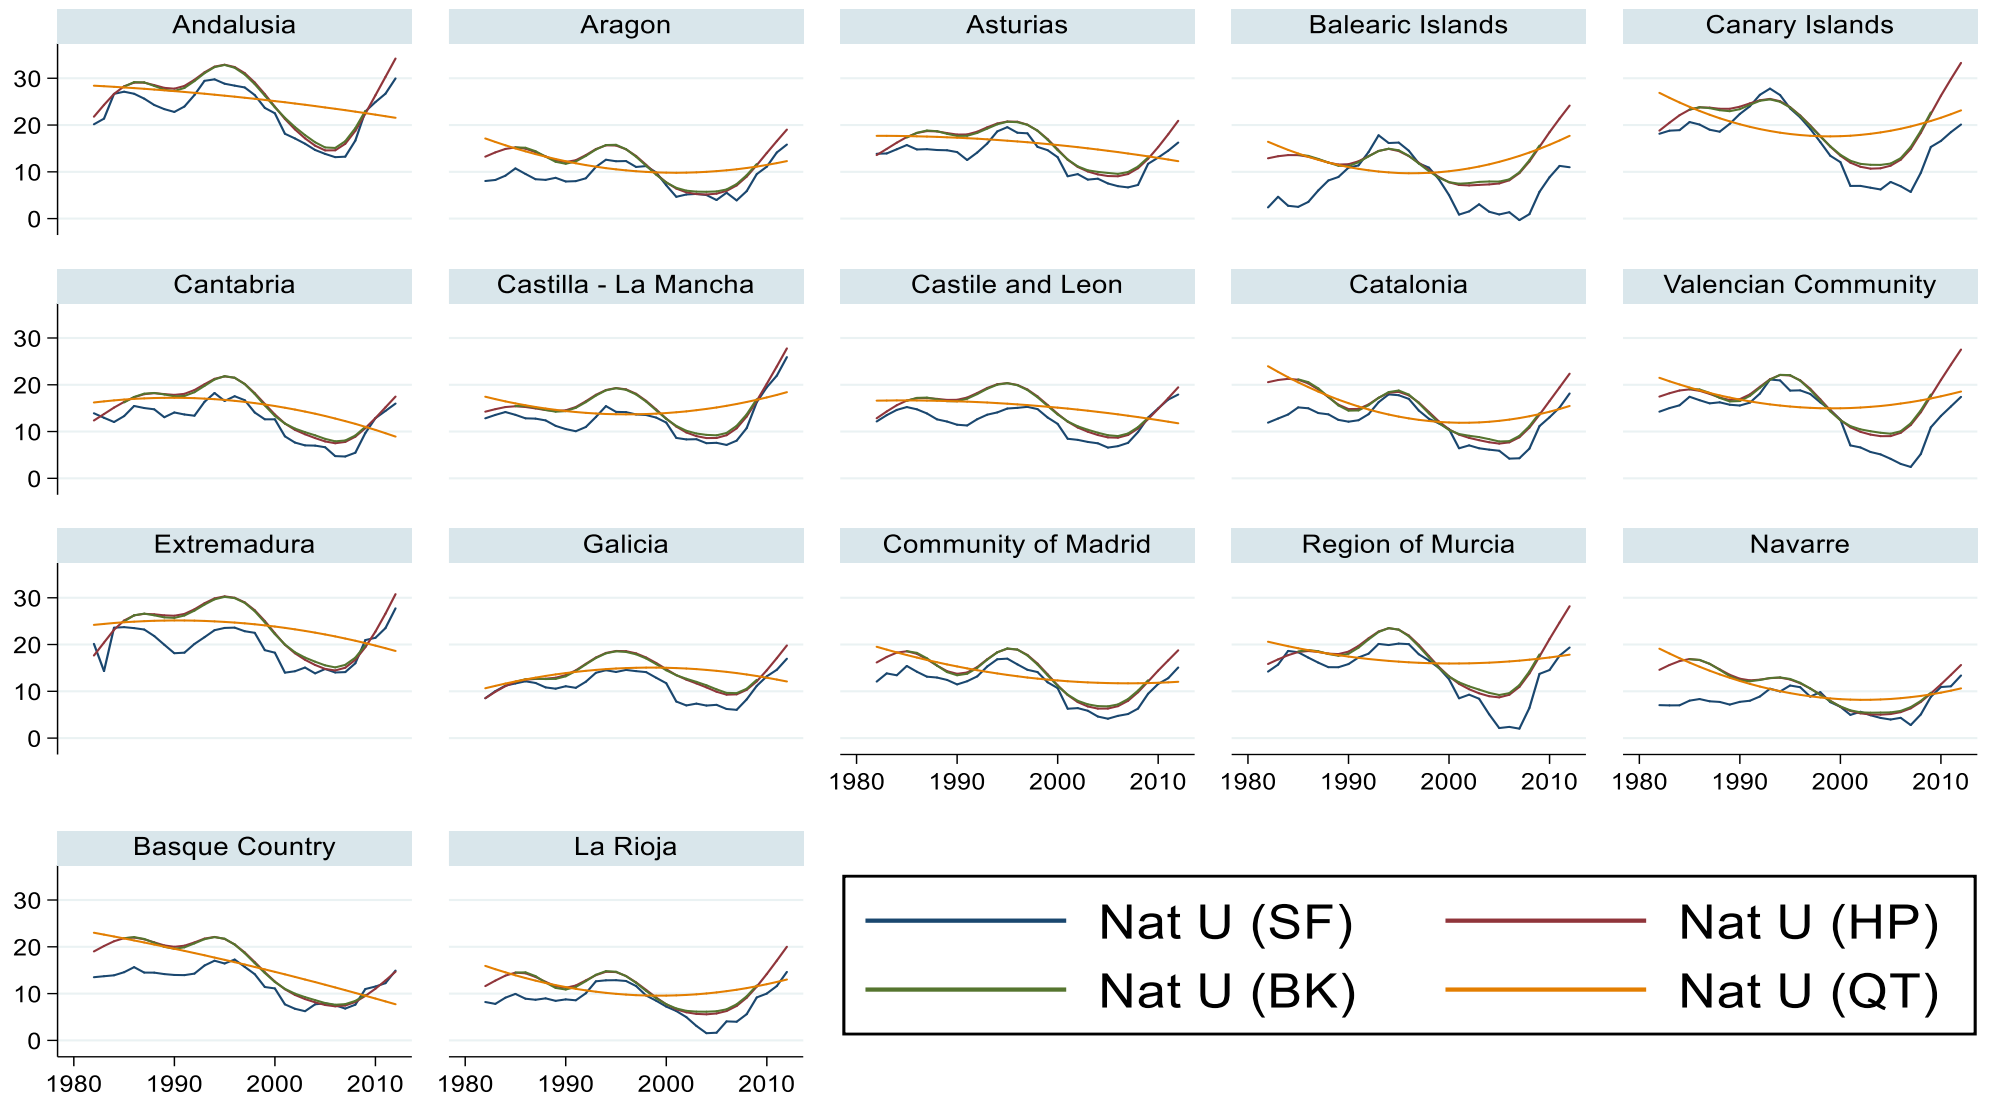 Andalusia Aragon Asturias Balearic Islands Canary Islands
30
20
10
0
Cantabria Castilla - La Mancha Castile and Leon Catalonia Valencian Community
30
20
10
0
Extremadura Galicia Community of Madrid Region of Murcia Navarre
30
20
10
0
1980 1990 2000 2010 1980 1990 2000 2010 1980 1990 2000 2010
Basque Country La Rioja
30
20
10
0
1980 1990 2000 2010 1980 1990 2000 2010
Nat U (SF) Nat U (HP)
Nat U (BK) Nat U (QT)